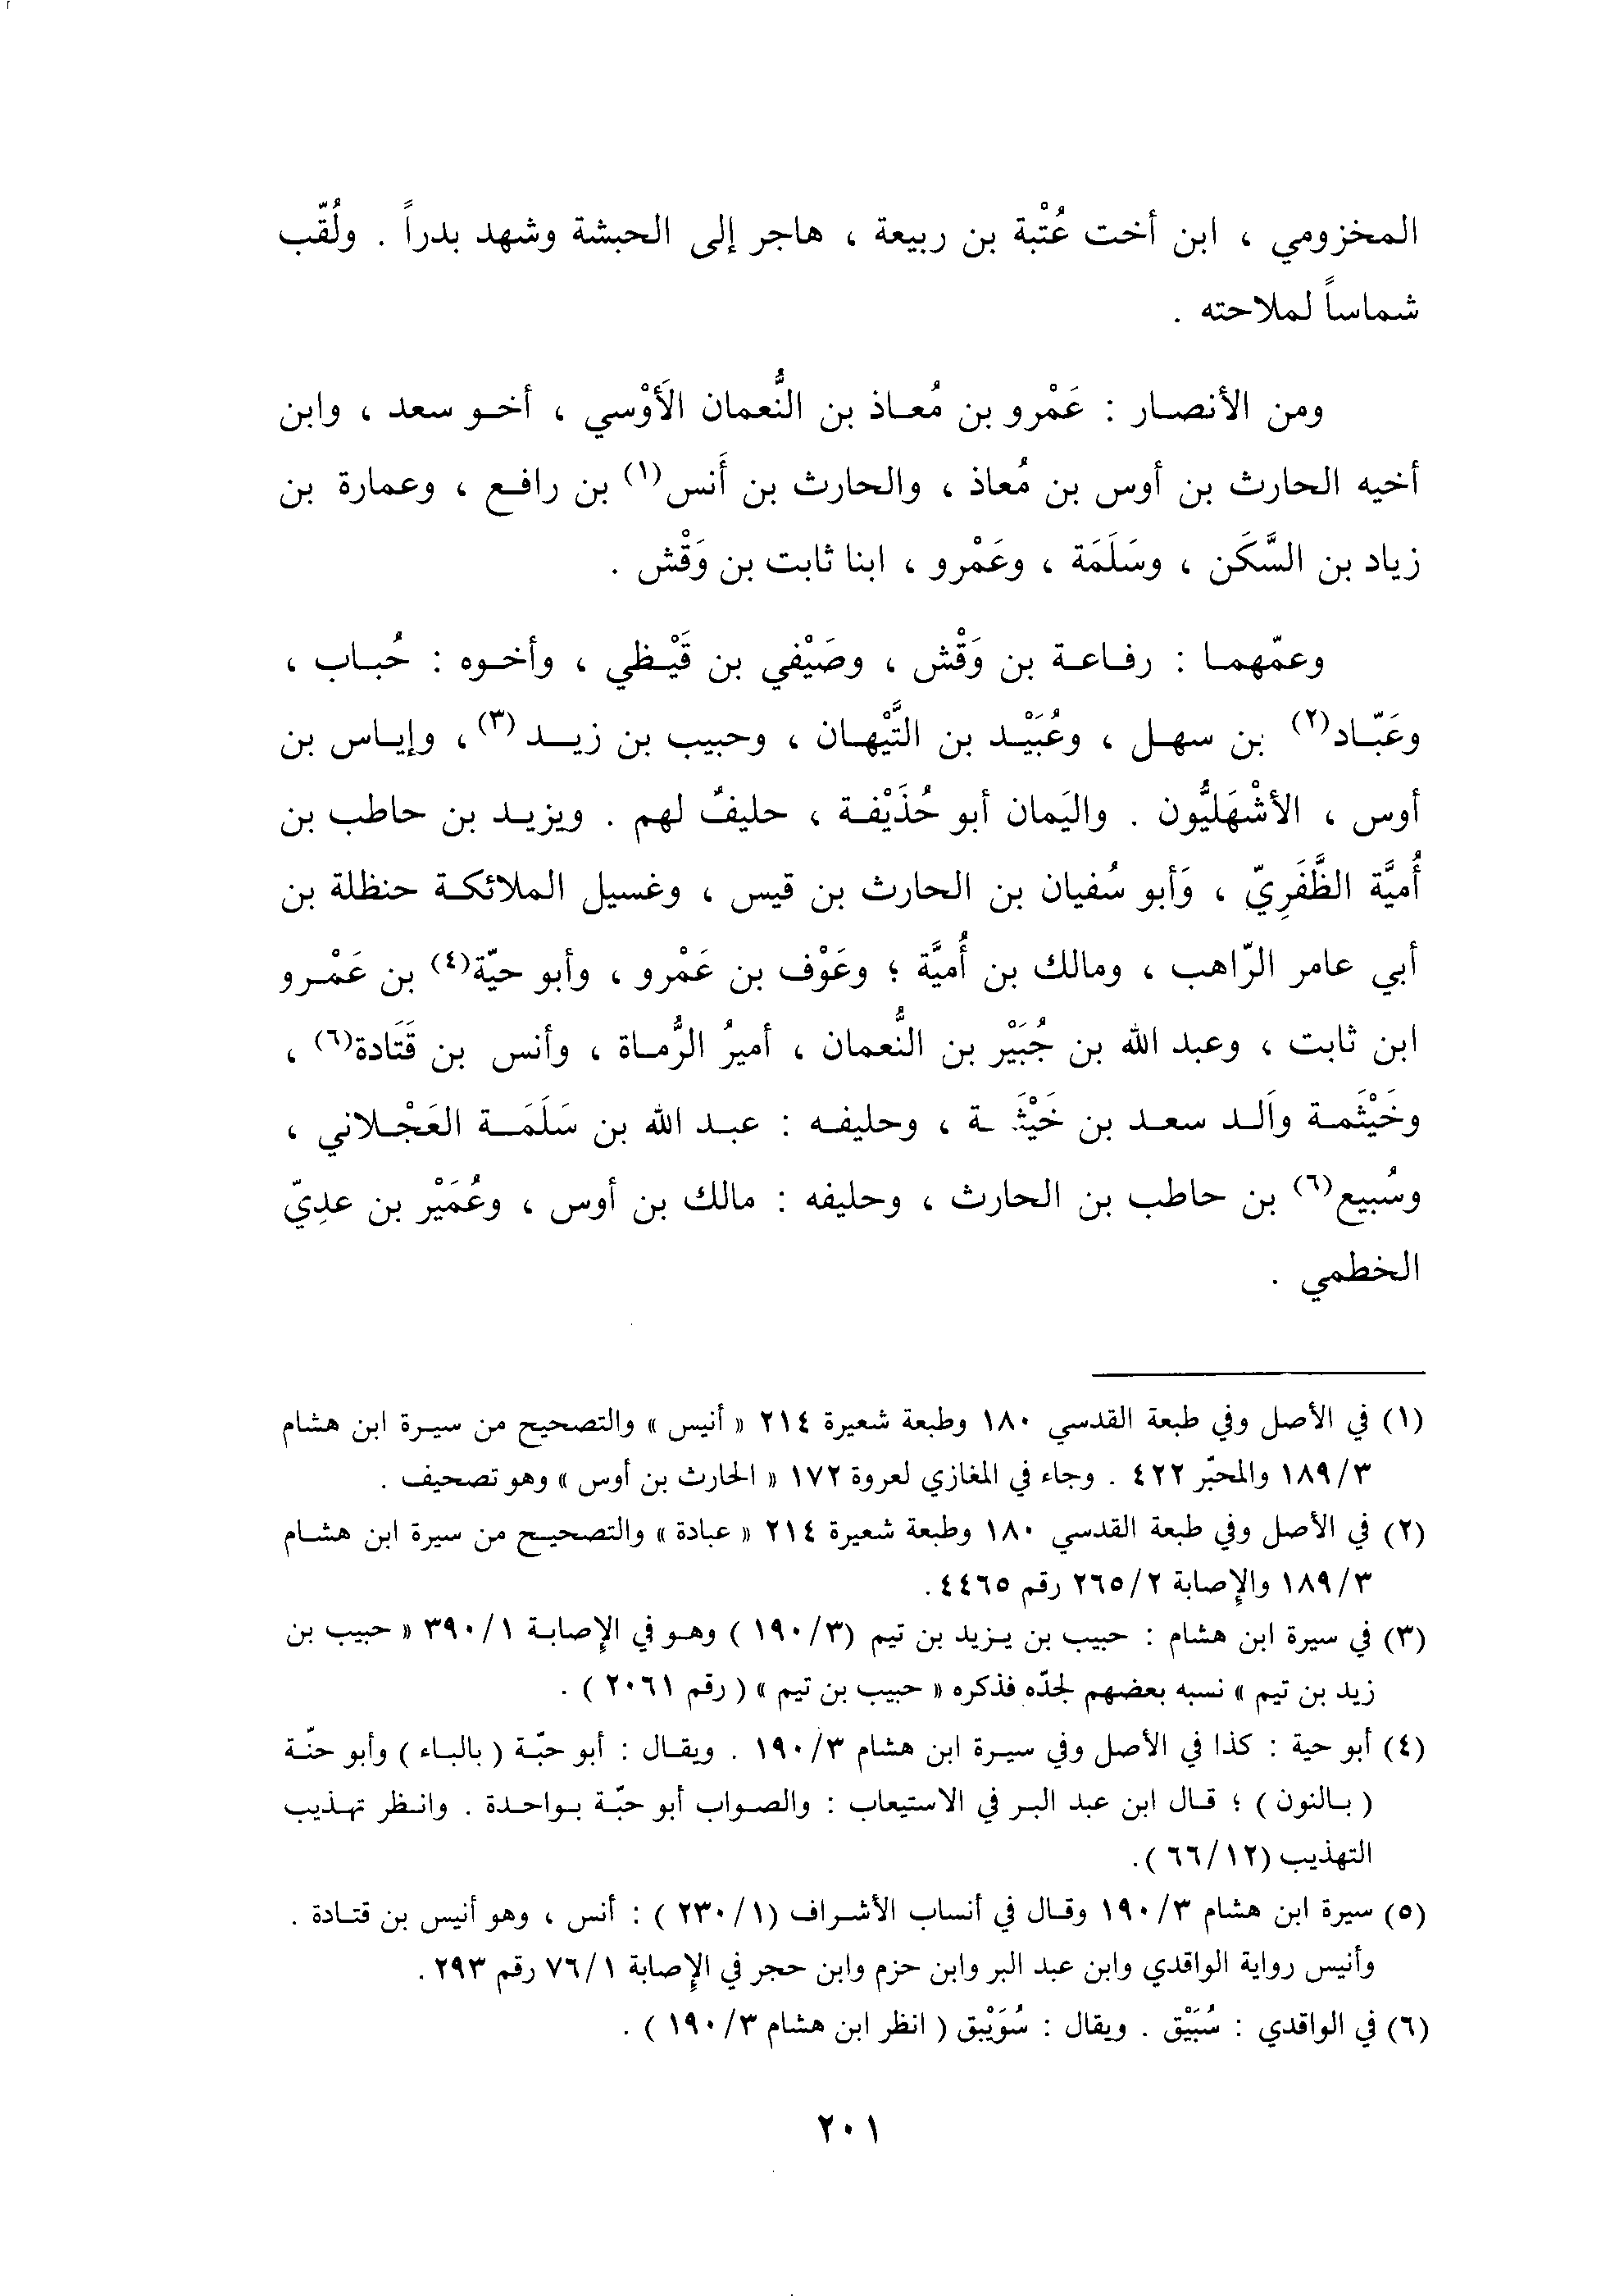 المخزومي ، ابن أخت عُتْبة بن ربيعة ، هاجر إلى الحبشة وشهد بدراً . ولُقّب
شماساً لملاحته .
ومن الأنصار : عَمْرو بن مُعاذ بن النُّعمان الأَوْسي ، أخو سعد ، وابن
أخيه الحارث بن أوس بن مُعاذ ، والحارث بن أَنس(١) بن رافع ، وعمارة بن
زياد بن السَّكَن ، وسَلَمَة ، وعَمْرو ، ابنا ثابت بن وَقْش .
وعمّهما : رفاعة بن وَقْش ، وصَيْفي بن قَيْظي ، وأخوه : حُباب ،
وعَبّاد(٢) بن سهل ، وعُبَيْد بن التَّيْهان ، وحبيب بن زيد(٣) ، وإياس بن
أوس ، الأشْهَليُّون . واليَمان أبو حُذَيْفة ، حليفٌ لهم . ويزيد بن حاطب بن
أُميَّة الظَّفَرِيّ ، وَأبو سُفيان بن الحارث بن قيس ، وغسيل الملائكة حنظلة بن
أبي عامر الرّاهب ، ومالك بن أُميَّة ؛ وعَوْف بن عَمْرو ، وأبو حيّة(٤) بن عَمْرو
ابن ثابت ، وعبد الله بن جُبَيْر بن النُّعمان ، أميرُ الرُّماة ، وأنس بن قَتَادة(٦) ،
وخَيْثَمة وَالد سعد بن خَيْثَمة ، وحليفه : عبد الله بن سَلَمَة العَجْلاني ،
وسُبيع(٦) بن حاطب بن الحارث ، وحليفه : مالك بن أوس ، وعُمَيْر بن عدِيّ
الخطمي .
(١) في الأصل وفي طبعة القدسي ١٨٠ وطبعة شعيرة ٢١٤ « أنيس » والتصحيح من سيرة ابن هشام
١٨٩/٣ والمحبّر ٤٢٢ . وجاء في المغازي لعروة ١٧٢ « الحارث بن أوس » وهو تصحيف .
(٢) في الأصل وفي طبعة القدسي ١٨٠ وطبعة شعيرة ٢١٤ « عبادة » والتصحيح من سيرة ابن هشام
١٨٩/٣ والإصابة ٢٦٥/٢ رقم ٤٤٦٥.
(٣) في سيرة ابن هشام : حبيب بن يزيد بن تيم (١٩٠/٣ ) وهو في الإصابة ٣٩٠/١ « حبيب بن
زيد بن تيم » نسبه بعضهم لجدّه فذكره « حبيب بن تيم » ( رقم ٢٠٦١ ) .
(٤) أبو حية : كذا في الأصل وفي سيرة ابن هشام ١٩٠/٣ . ويقال : أبو حبّة ( بالباء ) وأبو حنّة
( بالنون ) ؛ قال ابن عبد البر في الاستيعاب : والصواب أبو حبّة بواحدة . وانظر تهذيب
التهذيب (٦٦/١٢ ).
(٥) سيرة ابن هشام ١٩٠/٣ وقال في أنساب الأشراف (٢٣٠/١ ) : أنس ، وهو أنيس بن قتادة .
وأنيس رواية الواقدي وابن عبد البر وابن حزم وابن حجر في الإصابة ٧٦/١ رقم ٢٩٣ .
(٦) في الواقدي : سُبَيْق . ويقال : سُوَيْبق ( انظر ابن هشام ١٩٠/٣ ) .
٢٠١